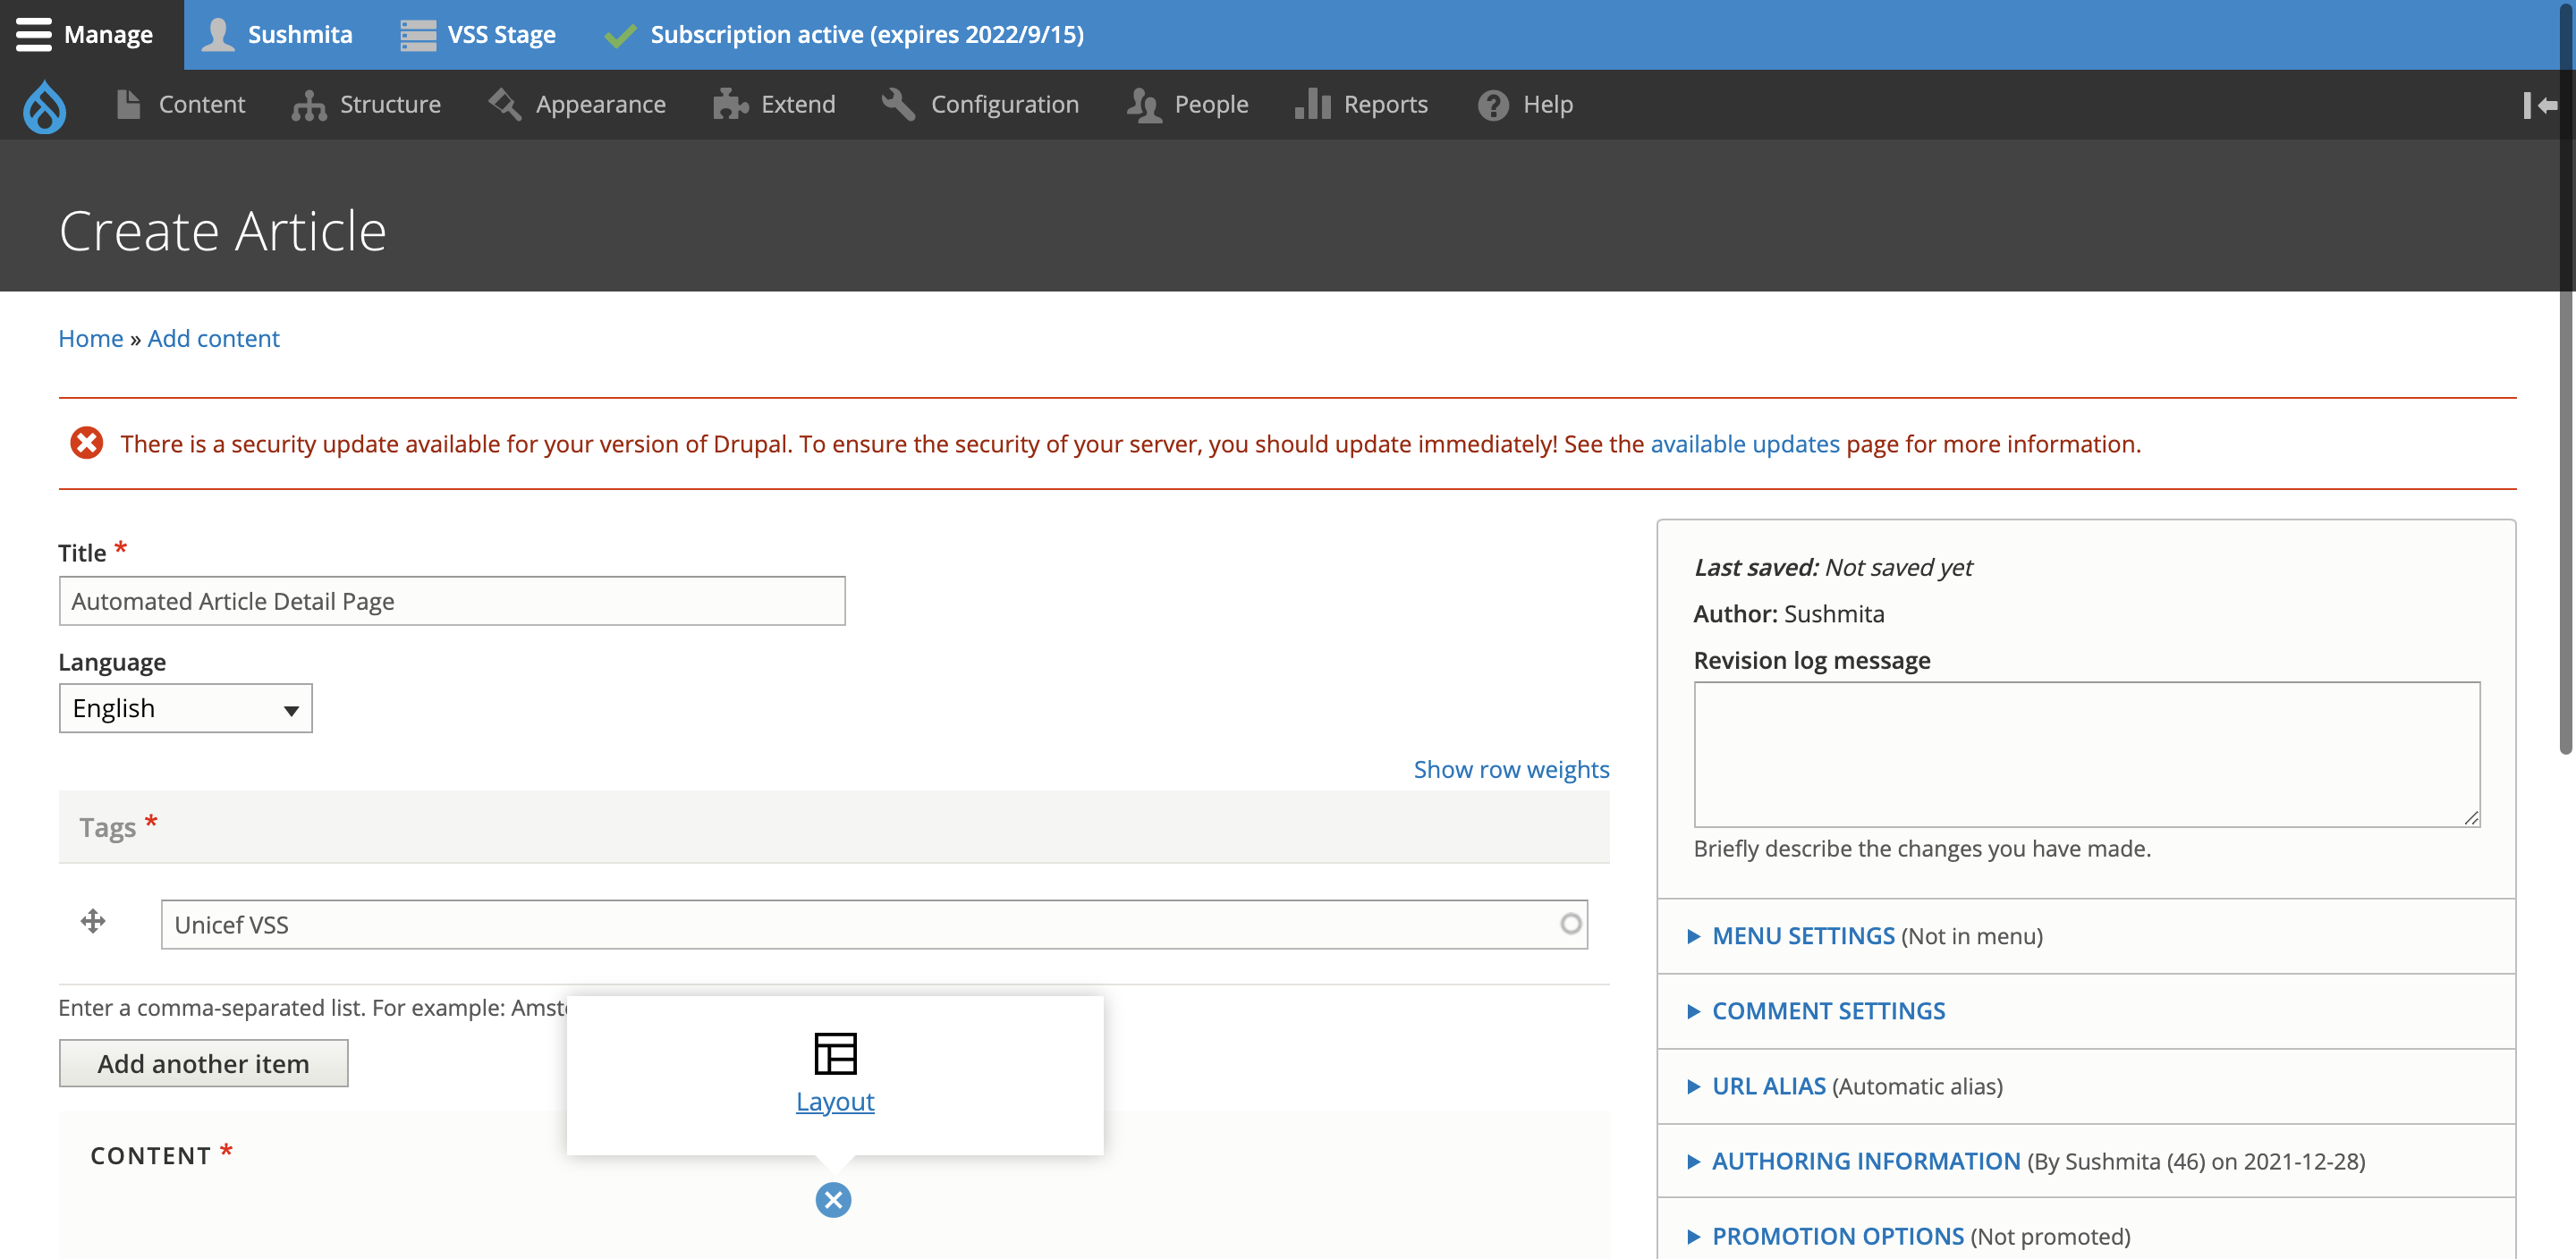 Manage Sushmita VSS Stage Subscription active (expires 2022/9/15)
Content Structure Appearance Extend Configuration People Reports Help
Create Article
Home » Add content
There is a security update available for your version of Drupal. To ensure the security of your server, you should update immediately! See the available updates page for more information.
Title *
Automated Article Detail Page
Language
English
Show row weights
Tags *
Unicef VSS
Enter a comma-separated list. For example: Amst
Add another item
Layout
CONTENT *
Last saved: Not saved yet
Author: Sushmita
Revision log message
Briefly describe the changes you have made.
MENU SETTINGS (Not in menu)
COMMENT SETTINGS
URL ALIAS (Automatic alias)
AUTHORING INFORMATION (By Sushmita (46) on 2021-12-28)
PROMOTION OPTIONS (Not promoted)